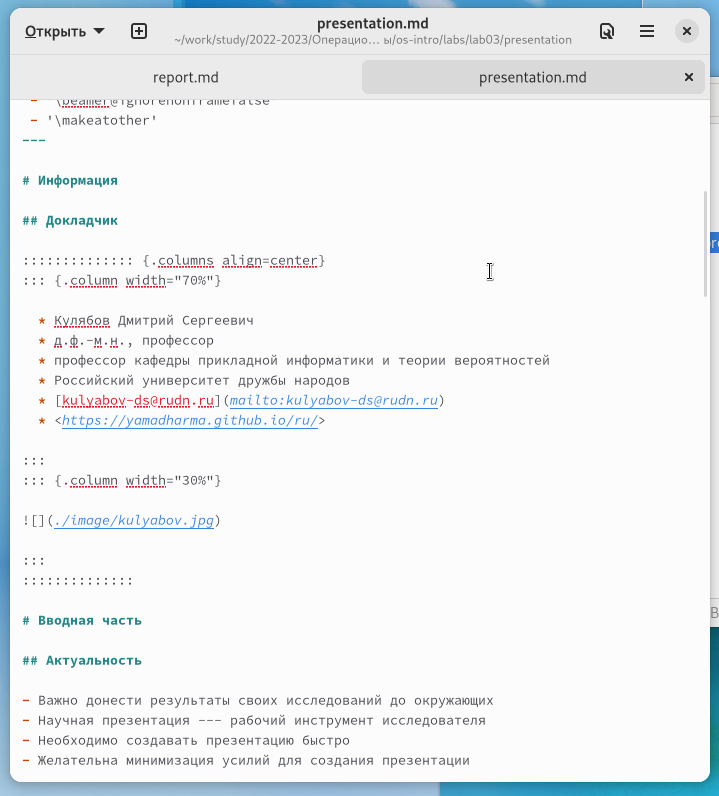 Открыть
presentation.md
~/work/study/2022-2023/Операцио… ы/os-intro/labs/lab03/presentation
report.md
presentation.md
- '\beamer@ignorenonframefalse'
- '\makeatother'
---
# Информация
## Докладчик
:::::::::::::: {.columns align=center}
::: {.column width="70%"}
* Кулябов Дмитрий Сергеевич
* д.ф.-м.н., профессор
* профессор кафедры прикладной информатики и теории вероятностей
* Российский университет дружбы народов
* [kulyabov-ds@rudn.ru](mailto:kulyabov-ds@rudn.ru)
* <https://yamadharma.github.io/ru/>
:::
::: {.column width="30%"}
![](./image/kulyabov.jpg)
:::
::::::::::::::
# Вводная часть
## Актуальность
- Важно донести результаты своих исследований до окружающих
- Научная презентация --- рабочий инструмент исследователя
- Необходимо создавать презентацию быстро
- Желательна минимизация усилий для создания презентации